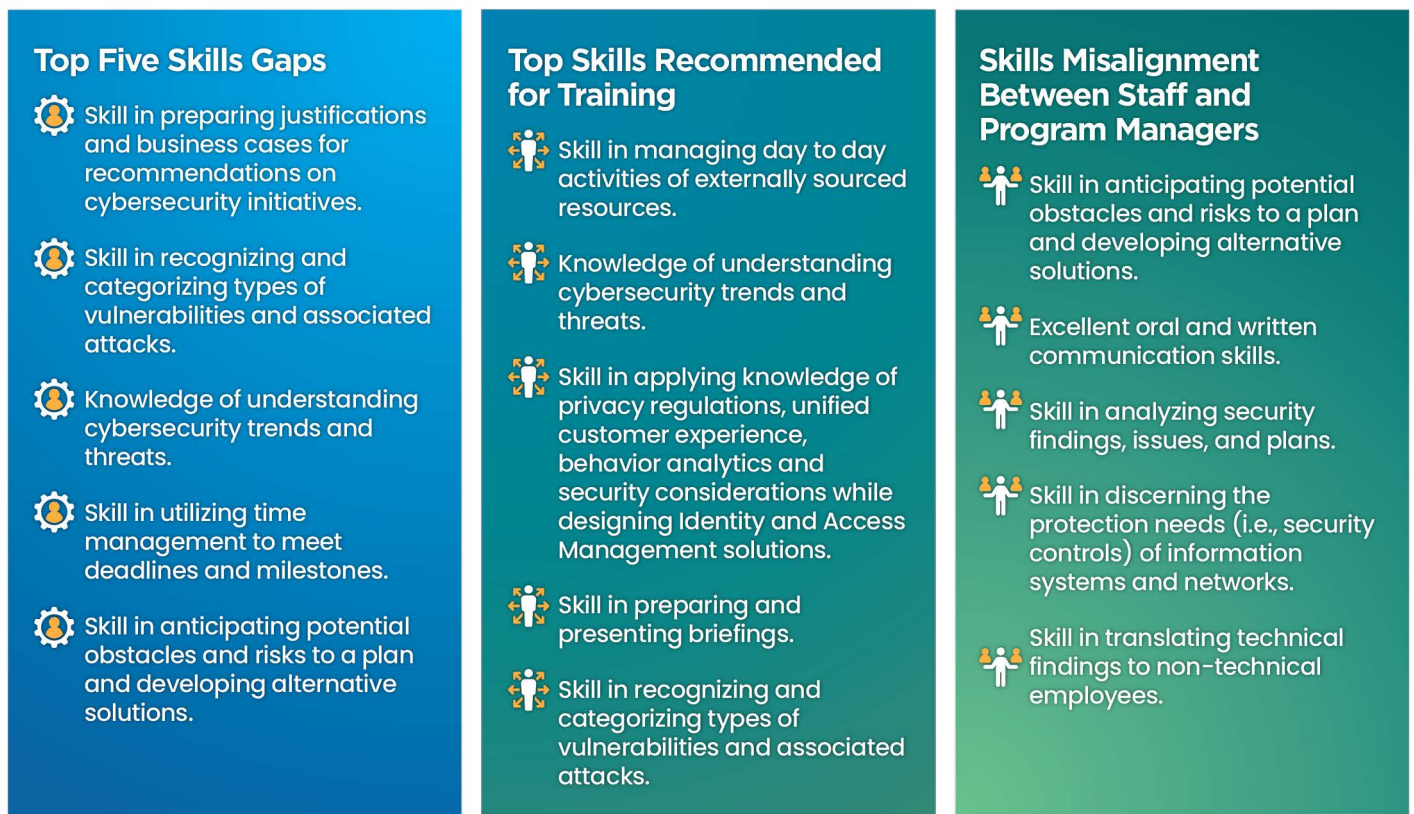 Top Five Skills Gaps
Skill in preparing justifications
and business cases for
recommendations on
cybersecurity initiatives.
Skill in recognizing and
categorizing types of
vulnerabilities and associated
attacks.
Knowledge of understanding
cybersecurity trends and
threats.
Skill in utilizing time
management to meet
deadlines and milestones.
Skill in anticipating potential
obstacles and risks to a plan
and developing alternative
solutions.
Top Skills Recommended
for Training
Skill in managing day to day
activities of externally sourced
resources.
Knowledge of understanding
cybersecurity trends and
threats.
Skill in applying knowledge of
privacy regulations, unified
customer experience,
behavior analytics and
security considerations while
designing Identity and Access
Management solutions.
Skill in preparing and
presenting briefings.
Skill in recognizing and
categorizing types of
vulnerabilities and associated
attacks.
Skills Misalignment
Between Staff and
Program Managers
Skill in anticipating potential
obstacles and risks to a plan
and developing alternative
solutions.
Excellent oral and written
communication skills.
Skill in analyzing security
findings, issues, and plans.
Skill in discerning the
protection needs (i.e., security
controls) of information
systems and networks.
Skill in translating technical
findings to non-technical
employees.